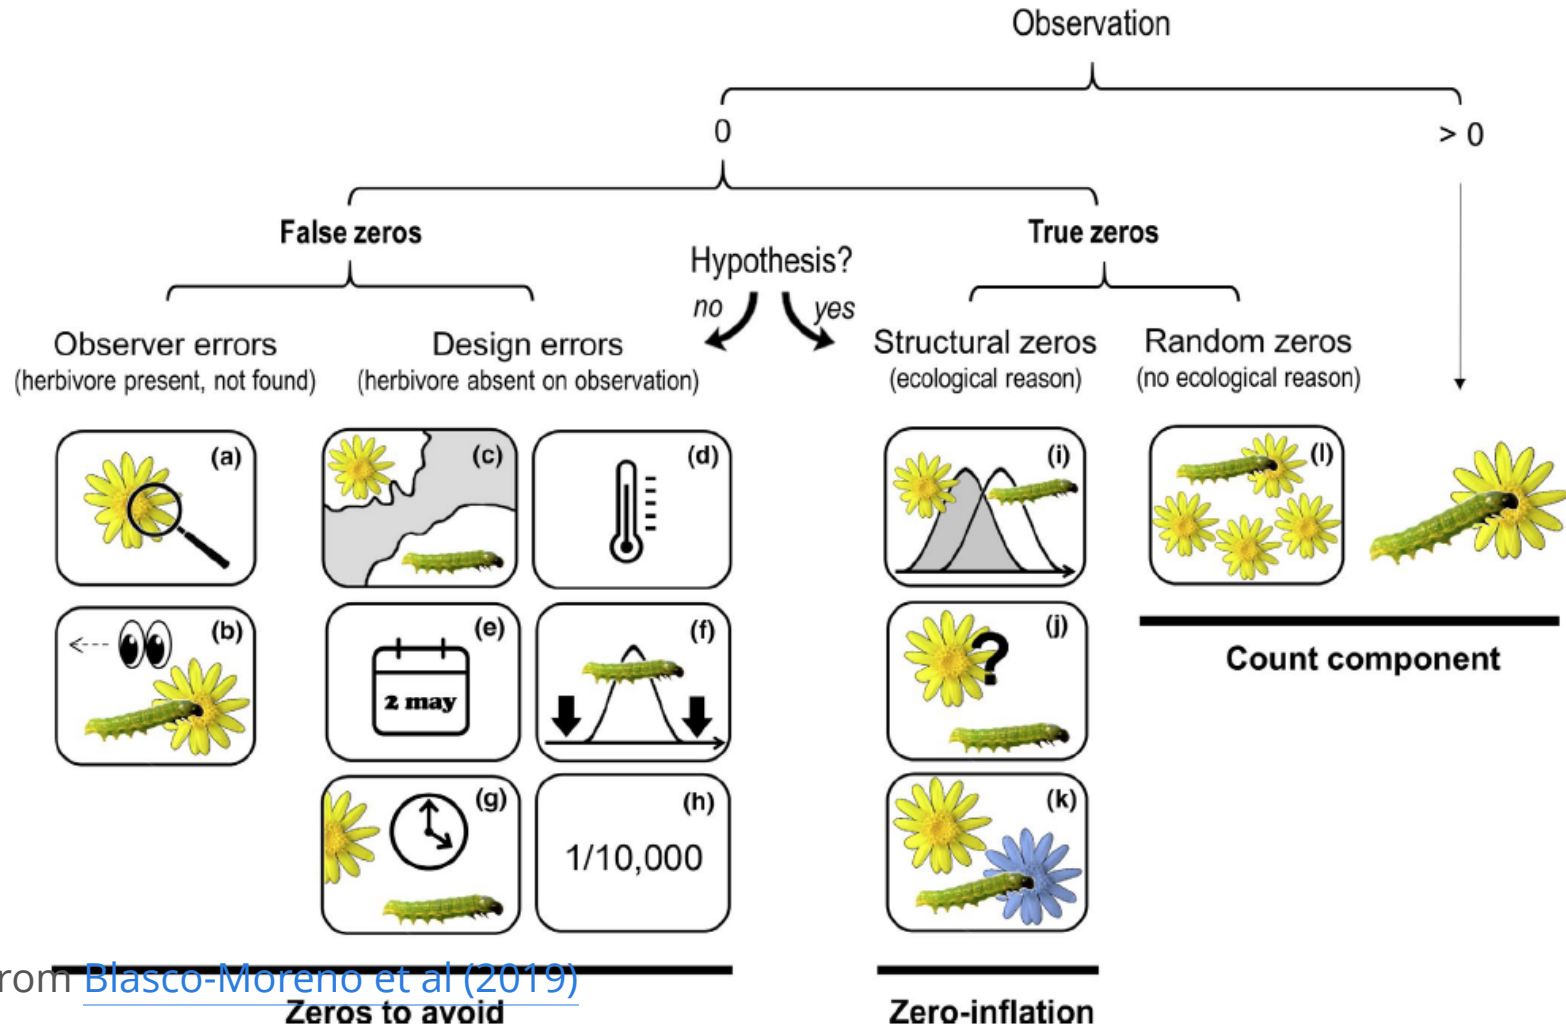 Observation
0
> 0
False zeros
True zeros
Hypothesis?
no
yes
Observer errors
(herbivore present, not found)
Design errors
(herbivore absent on observation)
Structural zeros
(ecological reason)
Random zeros
(no ecological reason)
(a)
(c)
(d)
(i)
(l)
(b)
(e)
2 may
(f)
(j)
Count component
(g)
(h)
1/10,000
(k)
rom Blasco-Moreno et al (2019)
Zeros to avoid
Zero-inflation